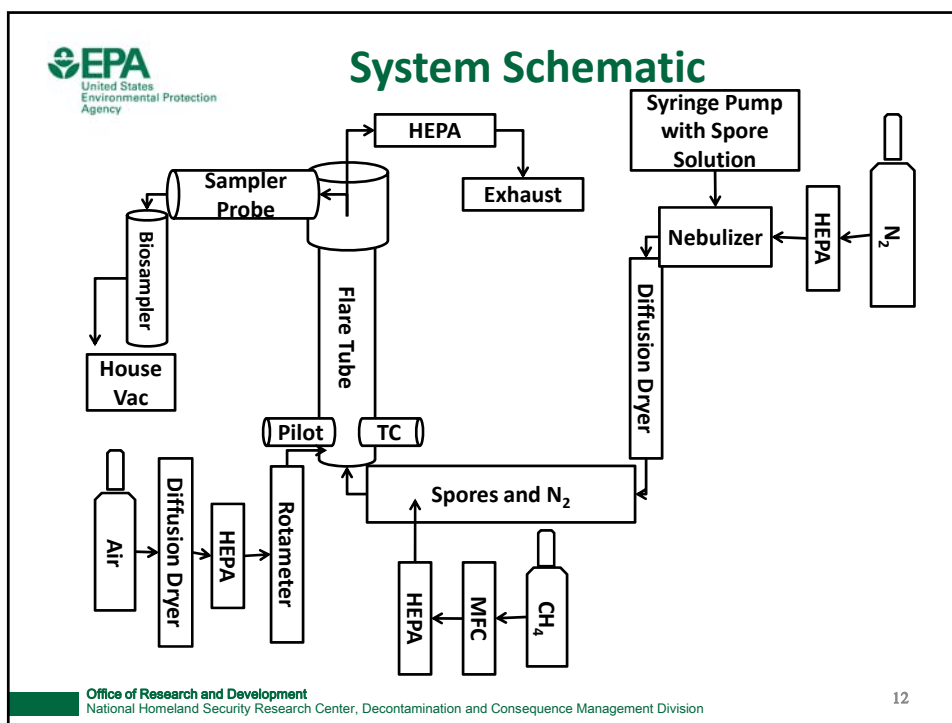 EPA
United States
Environmental Protection
Agency
System Schematic
HEPA
Exhaust
Syringe Pump
with Spore
Solution
Sampler
Probe
Biosampler
House
Vac
Flare Tube
Nebulizer
HEPA
N₂
Diffusion Dryer
Pilot
TC
Spores and N₂
Air
Diffusion Dryer
HEPA
Rotameter
HEPA
MFC
CH₄
Office of Research and Development
National Homeland Security Research Center, Decontamination and Consequence Management Division
12